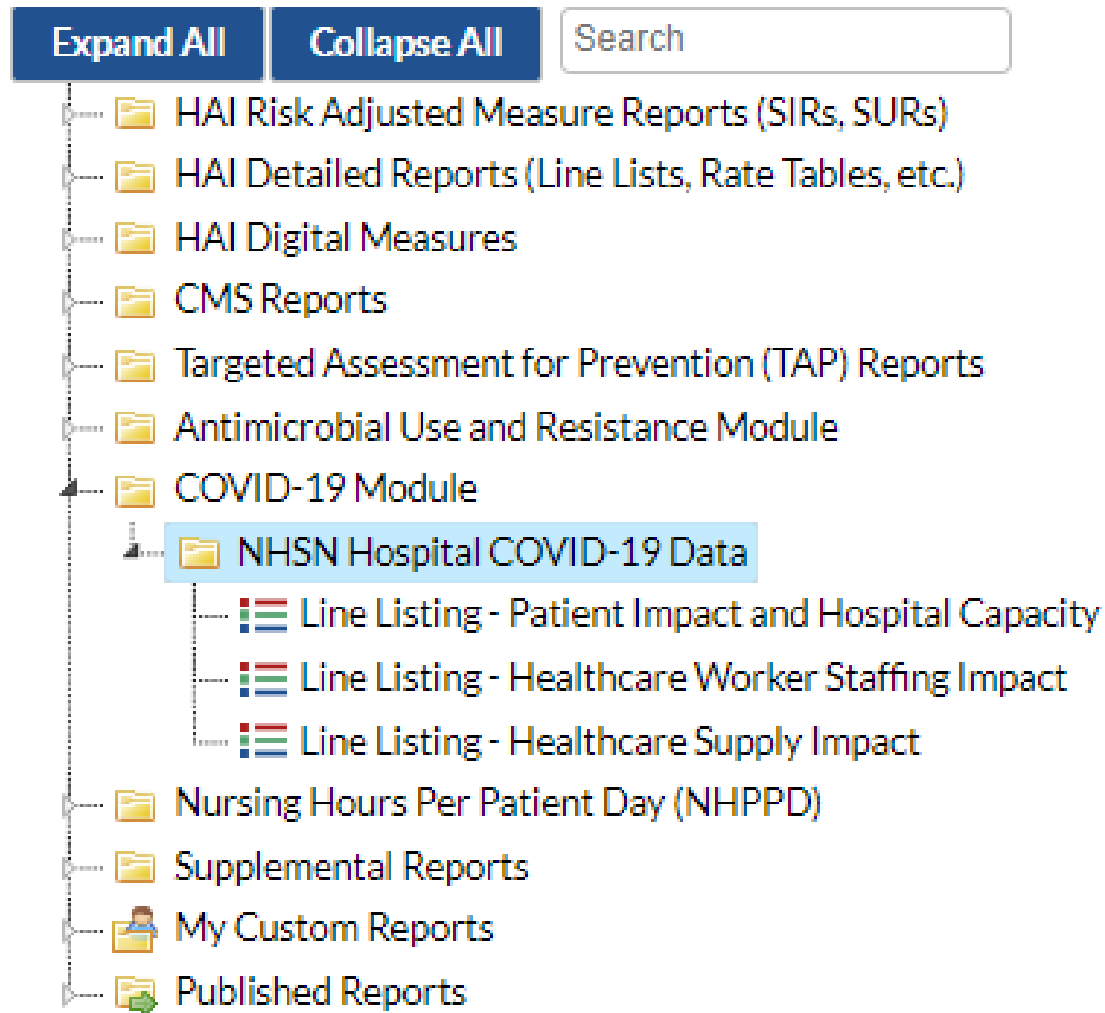 Expand All Collapse All Search
HAI Risk Adjusted Measure Reports (SIRs, SURs)
HAI Detailed Reports (Line Lists, Rate Tables, etc.)
HAI Digital Measures
CMS Reports
Targeted Assessment for Prevention (TAP) Reports
Antimicrobial Use and Resistance Module
COVID-19 Module
NHSN Hospital COVID-19 Data
Line Listing - Patient Impact and Hospital Capacity
Line Listing - Healthcare Worker Staffing Impact
Line Listing - Healthcare Supply Impact
Nursing Hours Per Patient Day (NHPPD)
Supplemental Reports
My Custom Reports
Published Reports